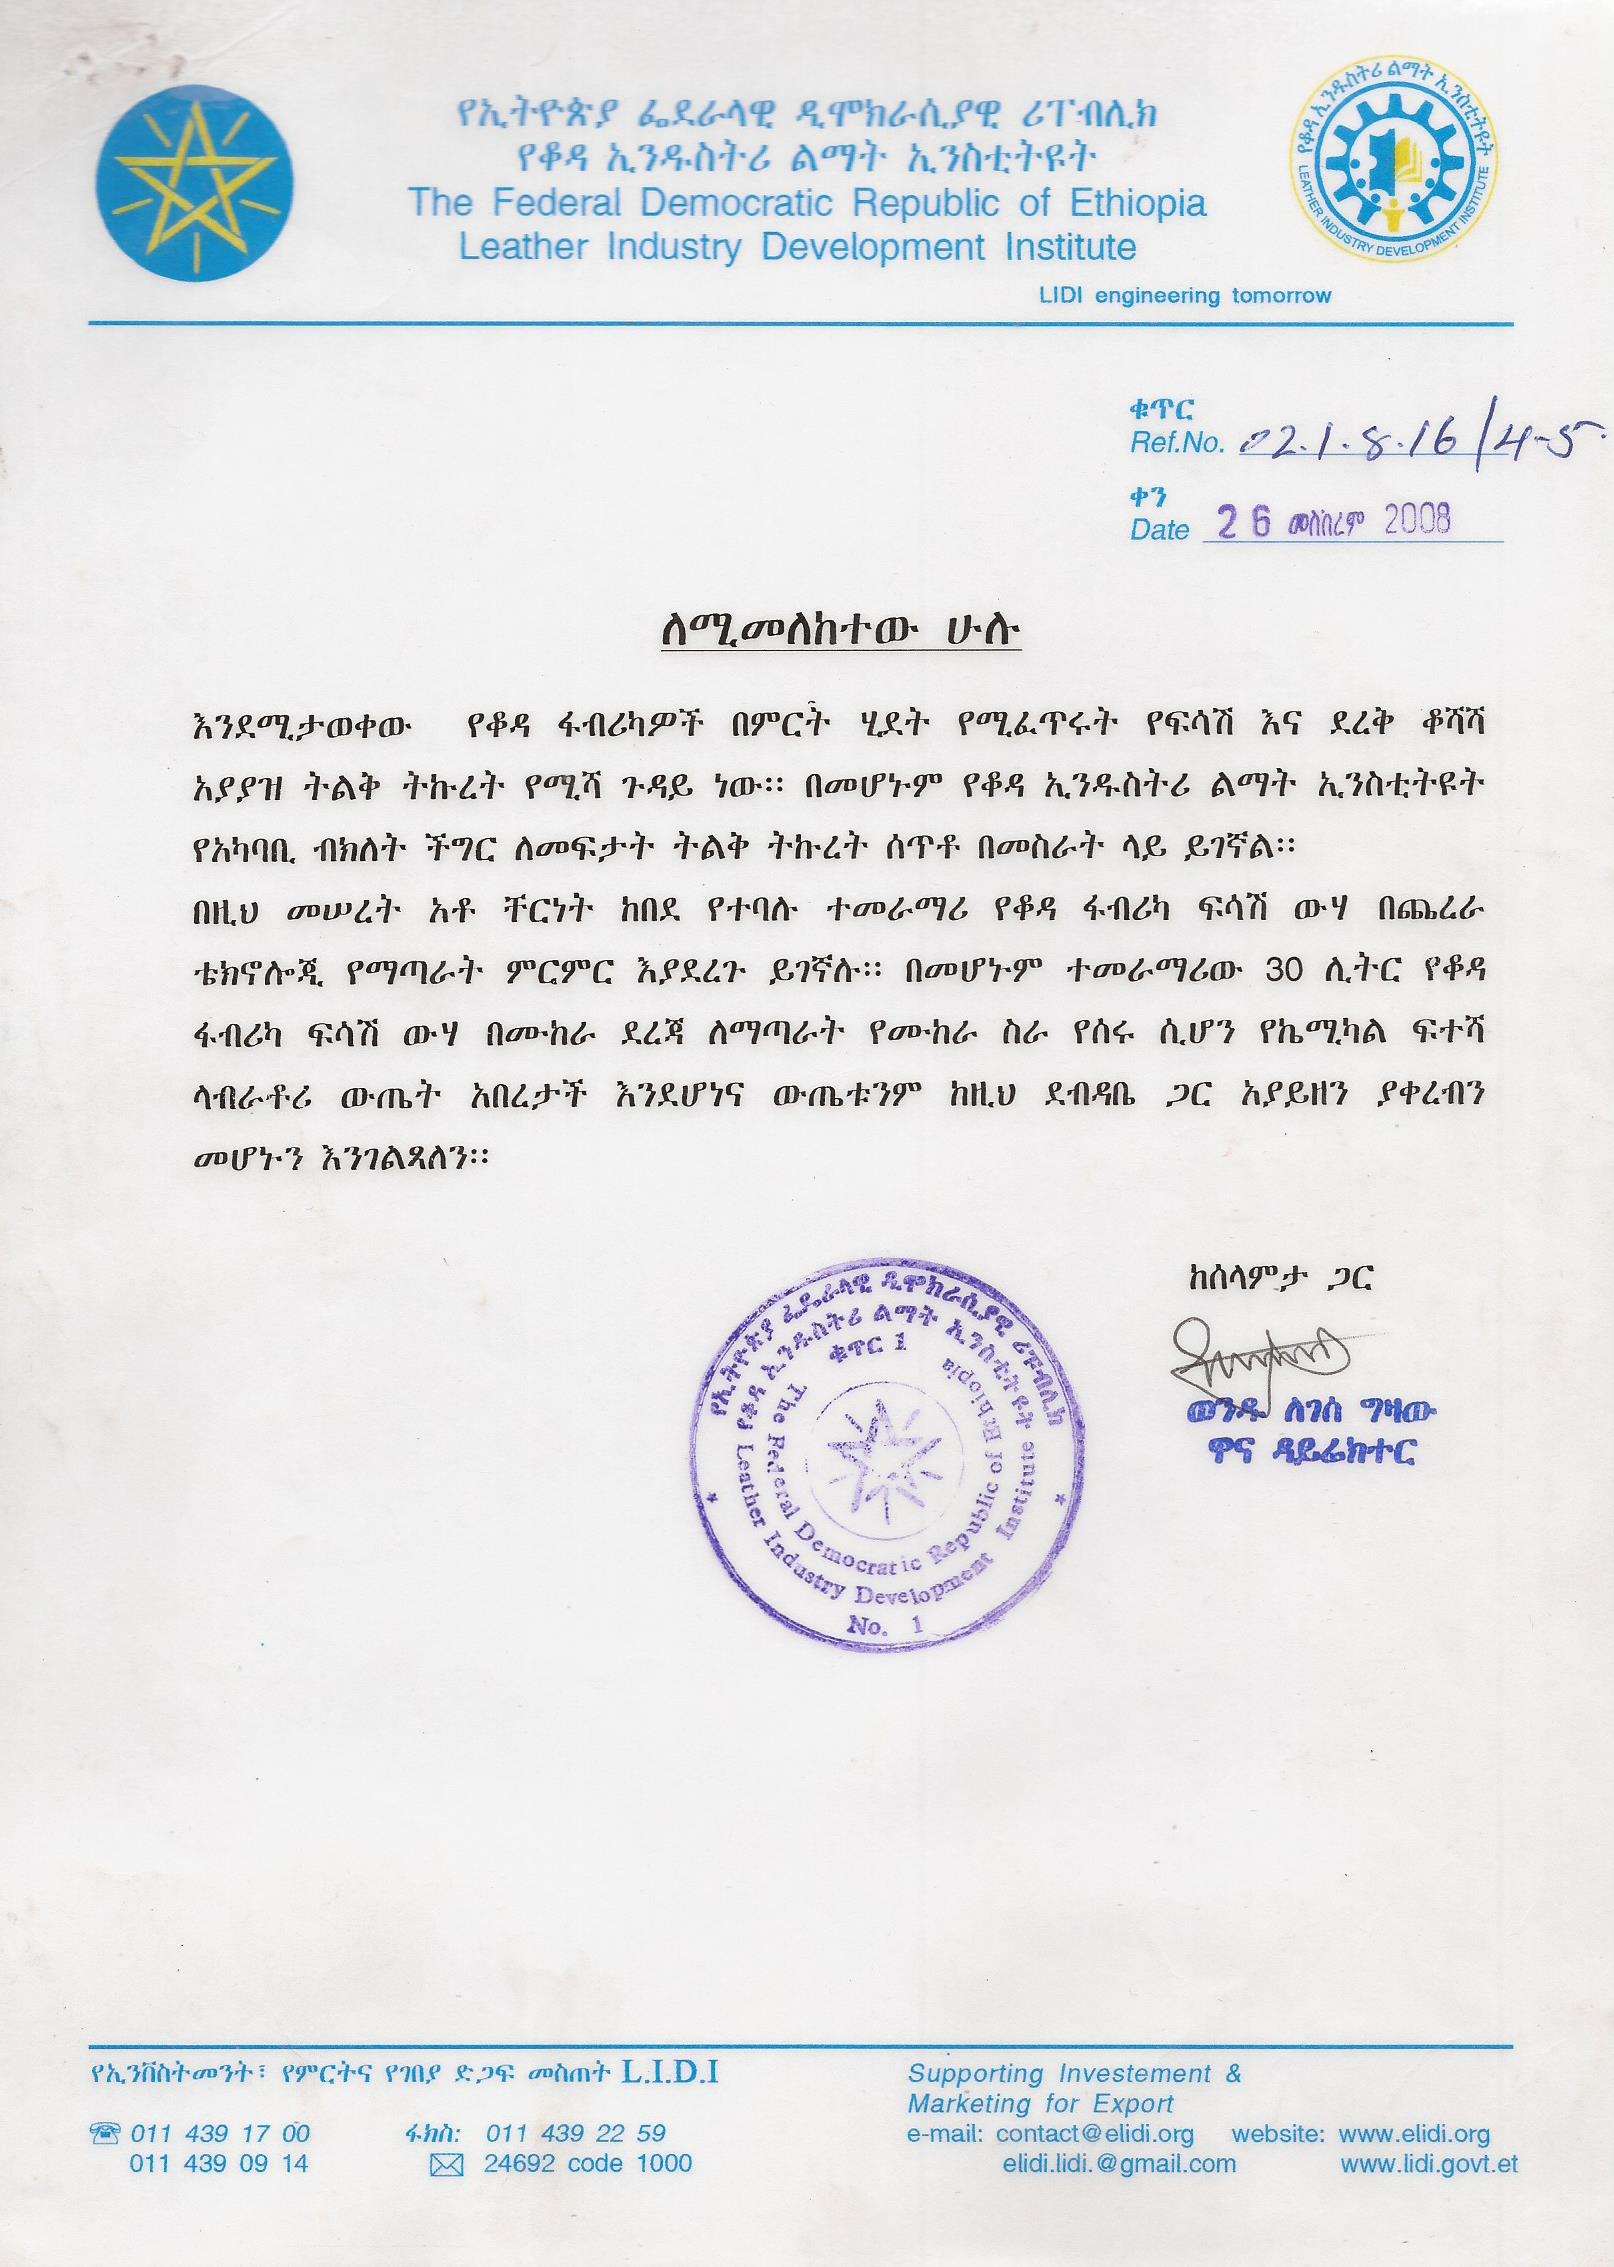 የኢትዮጵያ ፌደራላዊ ዲሞክራሲያዊ ሪፐብሊክ
የቆዳ ኢንዱስትሪ ልማት ኢንስቲትዩት
The Federal Democratic Republic of Ethiopia
Leather Industry Development Institute
LIDI engineering tomorrow
የቆዳ ኢንዱስትሪ ልማት ኢንስቲትዩት
LEATHER INDUSTRY DEVELOPMENT INSTITUTE
ቁጥር
Ref.No. 02.1.8.16/4-5.
ቀን
Date 26 መስከረም 2008
ለሚመለከተው ሁሉ
እንደሚታወቀው የቆዳ ፋብሪካዎች በምርት ሂደት የሚፈጥሩት የፍሳሽ እና ደረቅ ቆሻሻ
አያያዝ ትልቅ ትኩረት የሚሻ ጉዳይ ነው፡፡ በመሆኑም የቆዳ ኢንዱስትሪ ልማት ኢንስቲትዩት
የአካባቢ ብክለት ችግር ለመፍታት ትልቅ ትኩረት ሰጥቶ በመስራት ላይ ይገኛል፡፡
በዚህ መሠረት አቶ ቸርነት ከበደ የተባሉ ተመራማሪ የቆዳ ፋብሪካ ፍሳሽ ውሃ በጨረራ
ቴክኖሎጂ የማጣራት ምርምር እያደረጉ ይገኛሉ፡፡ በመሆኑም ተመራማሪው 30 ሊትር የቆዳ
ፋብሪካ ፍሳሽ ውሃ በሙከራ ደረጃ ለማጣራት የሙከራ ስራ የሰሩ ሲሆን የኬሚካል ፍተሻ
ላብራቶሪ ውጤት አበረታች እንደሆነና ውጤቱንም ከዚህ ደብዳቤ ጋር አያይዘን ያቀረብን
መሆኑን እንገልጻለን፡፡
ከሰላምታ ጋር
ወንዱ ለገሰ ግዛው
ዋና ዳይሬክተር
የኢትዮጵያ ፌዴራላዊ ዲሞክራሲያዊ ሪፑብሊክ
የቆዳ ኢንዱስትሪ ልማት ኢንስቲትዩት
ቁጥር 1
The Federal Democratic Republic of Ethiopia
Leather Industry Development Institute
No. 1
የኢንቨስትመንት፣ የምርትና የገበያ ድጋፍ መስጠት L.I.D.I
Supporting Investement &
Marketing for Export
011 439 17 00 ፋክስ: 011 439 22 59 e-mail: contact@elidi.org website: www.elidi.org
011 439 09 14 24692 code 1000 elidi.lidi.@gmail.com www.lidi.govt.et